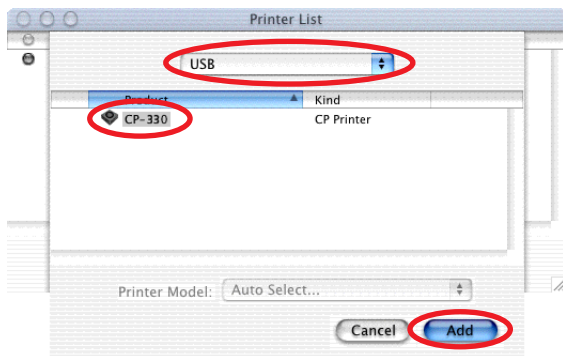 Printer List
USB
Product Kind
CP-330 CP Printer
Printer Model: Auto Select...
Cancel Add